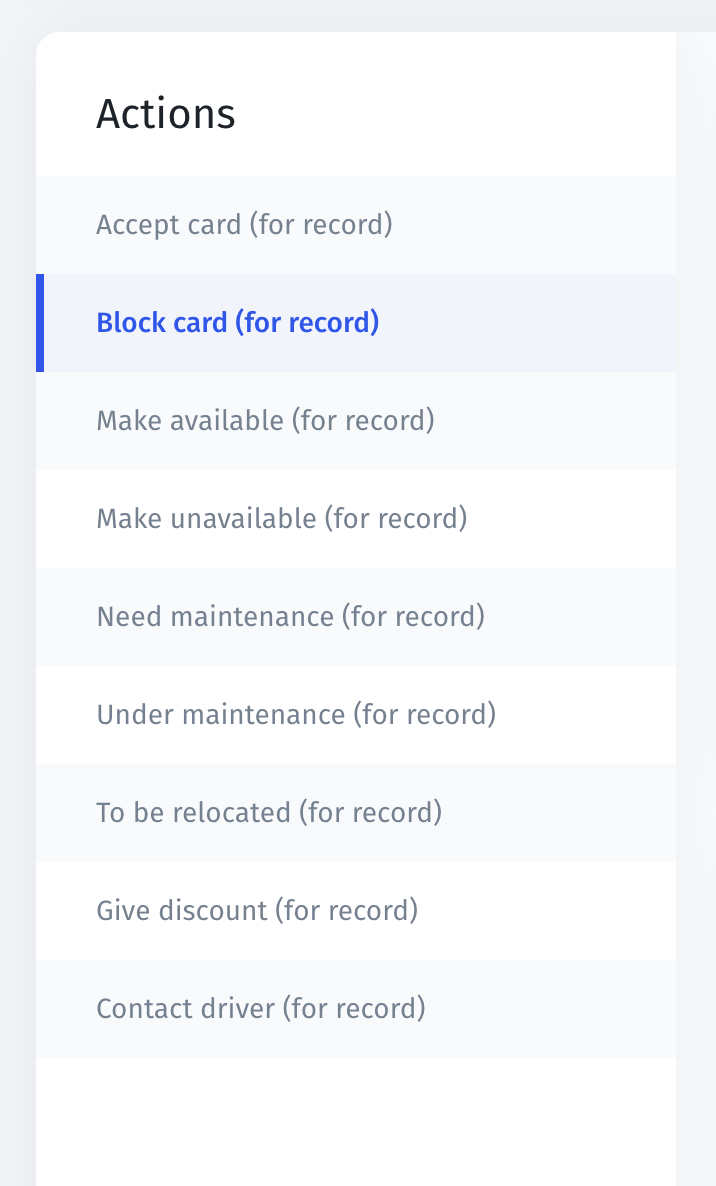 Actions
Accept card (for record)
Block card (for record)
Make available (for record)
Make unavailable (for record)
Need maintenance (for record)
Under maintenance (for record)
To be relocated (for record)
Give discount (for record)
Contact driver (for record)